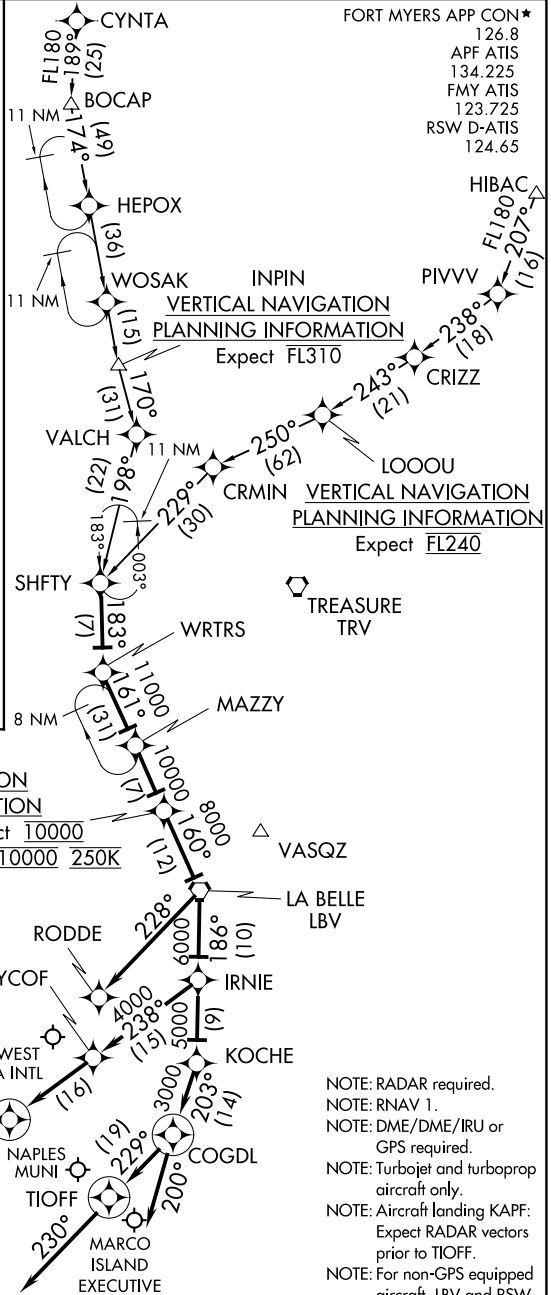 CYNTA
FL180
189°
(25)
BOCAP
11 NM
174°
(49)
HEPOX
(36)
11 NM
WOSAK
(15)
FORT MYERS APP CON★
126.8
APF ATIS
134.225
FMY ATIS
123.725
RSW D-ATIS
124.65
HIBAC
FL180
207°
(16)
PIVVV
238°
(18)
CRIZZ
243°
(21)
INPIN
VERTICAL NAVIGATION
PLANNING INFORMATION
Expect FL310
170°
(31)
VALCH
LOOOU
VERTICAL NAVIGATION
PLANNING INFORMATION
Expect FL240
250°
(62)
CRMIN
229°
(30)
198°
(22)
11 NM
183°
003°
SHFTY
TREASURE
TRV
183°
(7)
WRTRS
11000
161°
(31)
8 NM
MAZZY
10000
(7)
ON
TION
ct 10000
10000 250K
8000
160°
(12)
VASQZ
LA BELLE
LBV
228°
6000
186°
(10)
RODDE
IRNIE
YCOF
4000
238°
(15)
5000
(9)
WEST
A INTL
(16)
KOCHE
3000
203°
(14)
NAPLES
MUNI
(19)
229°
COGDL
TIOFF
200°
230°
MARCO
ISLAND
EXECUTIVE
NOTE: RADAR required.
NOTE: RNAV 1.
NOTE: DME/DME/IRU or
GPS required.
NOTE: Turbojet and turboprop
aircraft only.
NOTE: Aircraft landing KAPF:
Expect RADAR vectors
prior to TIOFF.
NOTE: For non-GPS equipped
aircraft, LBV and RSW